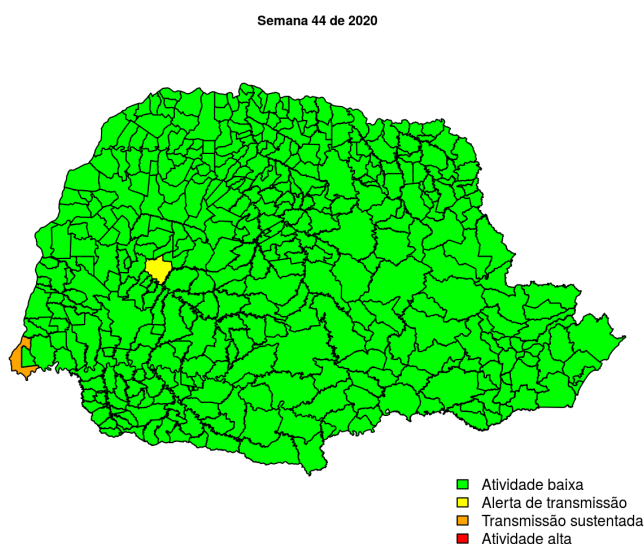 Semana 44 de 2020
Atividade baixa
Alerta de transmissão
Transmissão sustentada
Atividade alta